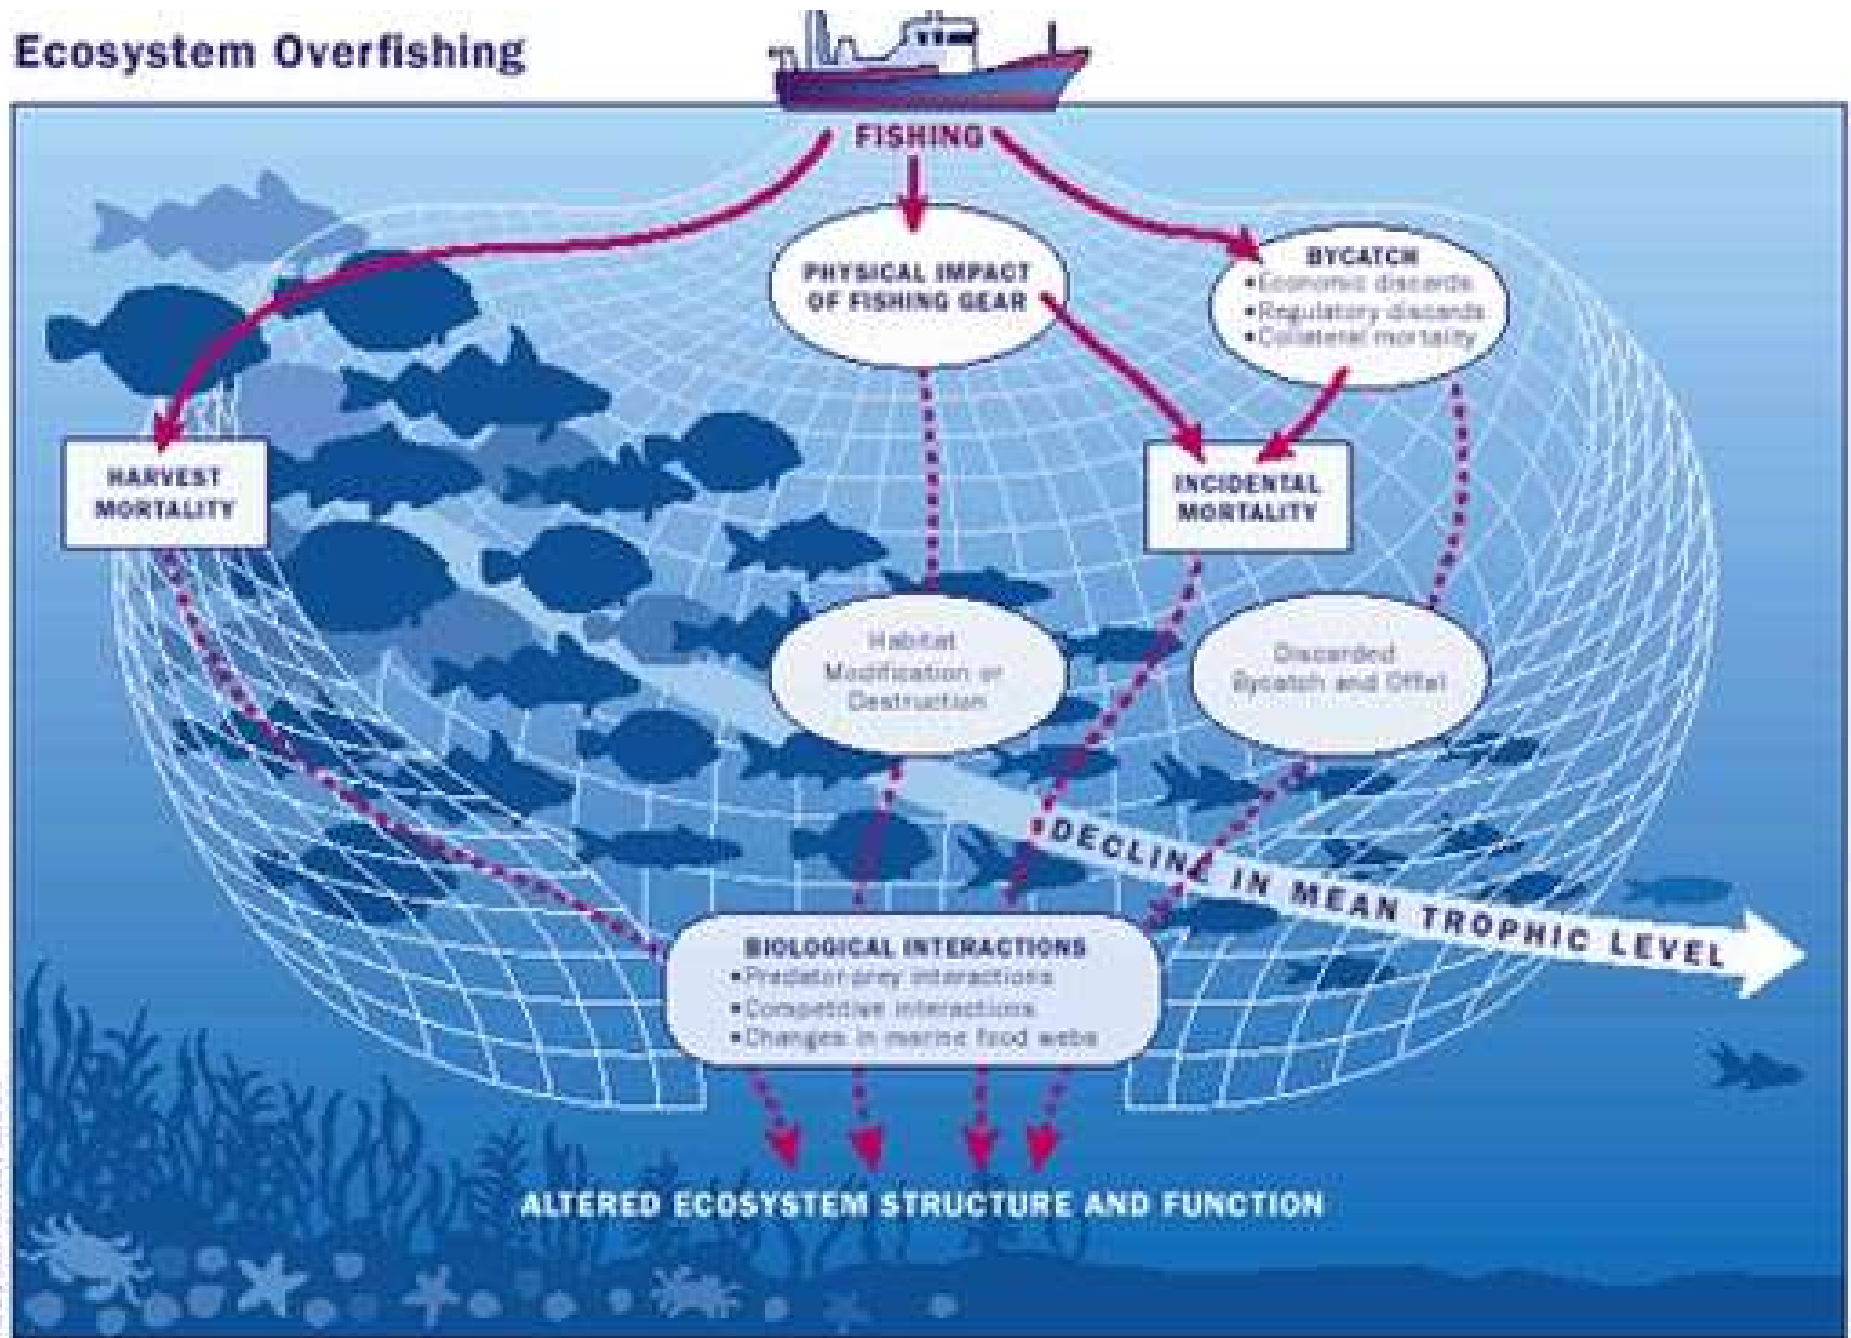 Ecosystem Overfishing
FISHING
PHYSICAL IMPACT
OF FISHING GEAR
BYCATCH
•Economic discards
•Regulatory discards
•Collateral mortality
HARVEST
MORTALITY
INCIDENTAL
MORTALITY
Habitat
Modification or
Destruction
Discarded
Bycatch and Offal
DECLINE IN MEAN TROPHIC LEVEL
BIOLOGICAL INTERACTIONS
•Predator-prey interactions
•Competitive interactions
•Changes in marine food webs
ALTERED ECOSYSTEM STRUCTURE AND FUNCTION